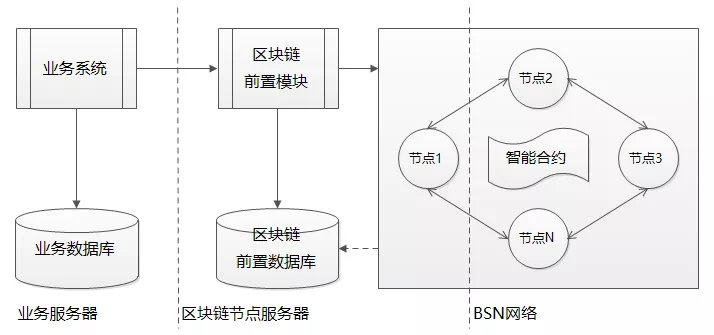 业务系统
区块链
前置模块
节点2
节点1
智能合约
节点3
节点N
业务数据库
区块链
前置数据库
业务服务器
区块链节点服务器
BSN网络